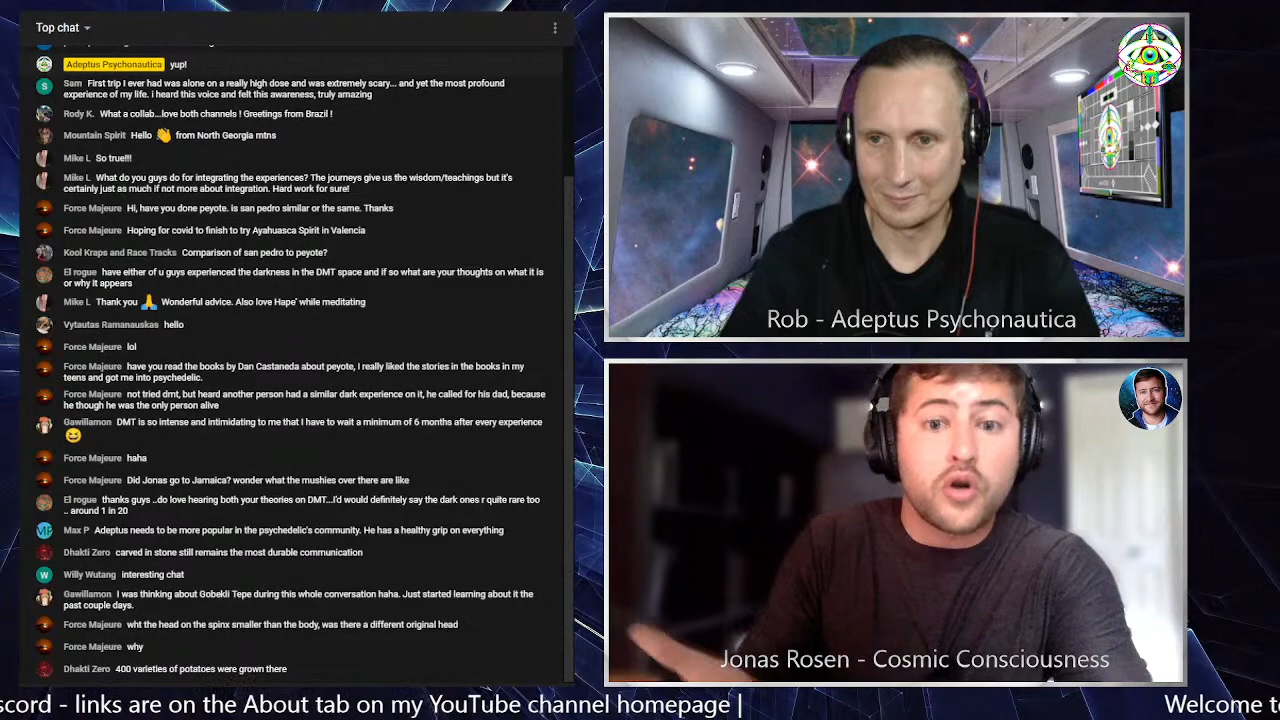 Top chat
Adeptus Psychonautica yup!
Sam First trip I ever had was alone on a really high dose and was extremely scary... and yet the most profound
experience of my life. i heard this voice and felt this awareness, truly amazing
Rody K. What a collab...love both channels ! Greetings from Brazil !
Mountain Spirit Hello 👋 from North Georgia mtns
Mike L So true!!!
Mike L What do you guys do for integrating the experiences? The journeys give us the wisdom/teachings but it's
certainly just as much if not more about integration. Hard work for sure!
Force Majeure Hi, have you done peyote. is san pedro similar or the same. Thanks
Force Majeure Hoping for covid to finish to try Ayahuasca Spirit in Valencia
Kool Kraps and Race Tracks Comparison of san pedro to peyote?
El rogue have either of u guys experienced the darkness in the DMT space and if so what are your thoughts on what it is
or why it appears
Mike L Thank you 🙏 Wonderful advice. Also love Hape' while meditating
Vytautas Ramanauskas hello
Force Majeure lol
Force Majeure have you read the books by Dan Castaneda about peyote, I really liked the stories in the books in my
teens and got me into psychedelic.
Force Majeure not tried dmt, but heard another person had a similar dark experience on it, he called for his dad, because
he though he was the only person alive
Gawillamon DMT is so intense and intimidating to me that I have to wait a minimum of 6 months after every experience
😆
Force Majeure haha
Force Majeure Did Jonas go to Jamaica? wonder what the mushies over there are like
El rogue thanks guys ..do love hearing both your theories on DMT...I'd would definitely say the dark ones r quite rare too
.. around 1 in 20
Max P Adeptus needs to be more popular in the psychedelic's community. He has a healthy grip on everything
Dhakti Zero carved in stone still remains the most durable communication
Willy Wutang interesting chat
Gawillamon I was thinking about Gobekli Tepe during this whole conversation haha. Just started learning about it the
past couple days.
Force Majeure wht the head on the spinx smaller than the body, was there a different original head
Force Majeure why
Dhakti Zero 400 varieties of potatoes were grown there
Rob - Adeptus Psychonautica
Jonas Rosen - Cosmic Consciousness
scord - links are on the About tab on my YouTube channel homepage | Welcome to